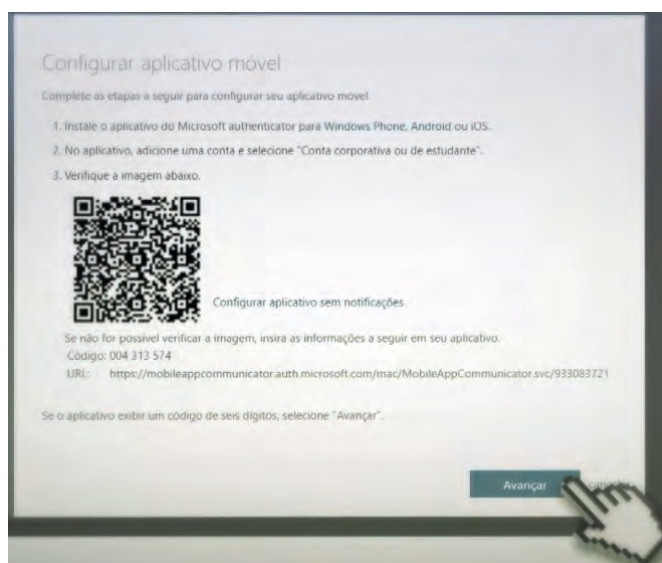 Configurar aplicativo móvel
Complete as etapas a seguir para configurar seu aplicativo móvel.
1. Instale o aplicativo do Microsoft authenticator para Windows Phone, Android ou iOS.
2. No aplicativo, adicione uma conta e selecione "Conta corporativa ou de estudante".
3. Verifique a imagem abaixo.
Configurar aplicativo sem notificações
Se não for possível verificar a imagem, insira as informações a seguir em seu aplicativo.
Código: 004 313 574
URL: https://mobileappcommunicator.auth.microsoft.com/mac/MobileAppCommunicator.svc/933083721
Se o aplicativo exibir um código de seis dígitos, selecione "Avançar".
Avançar